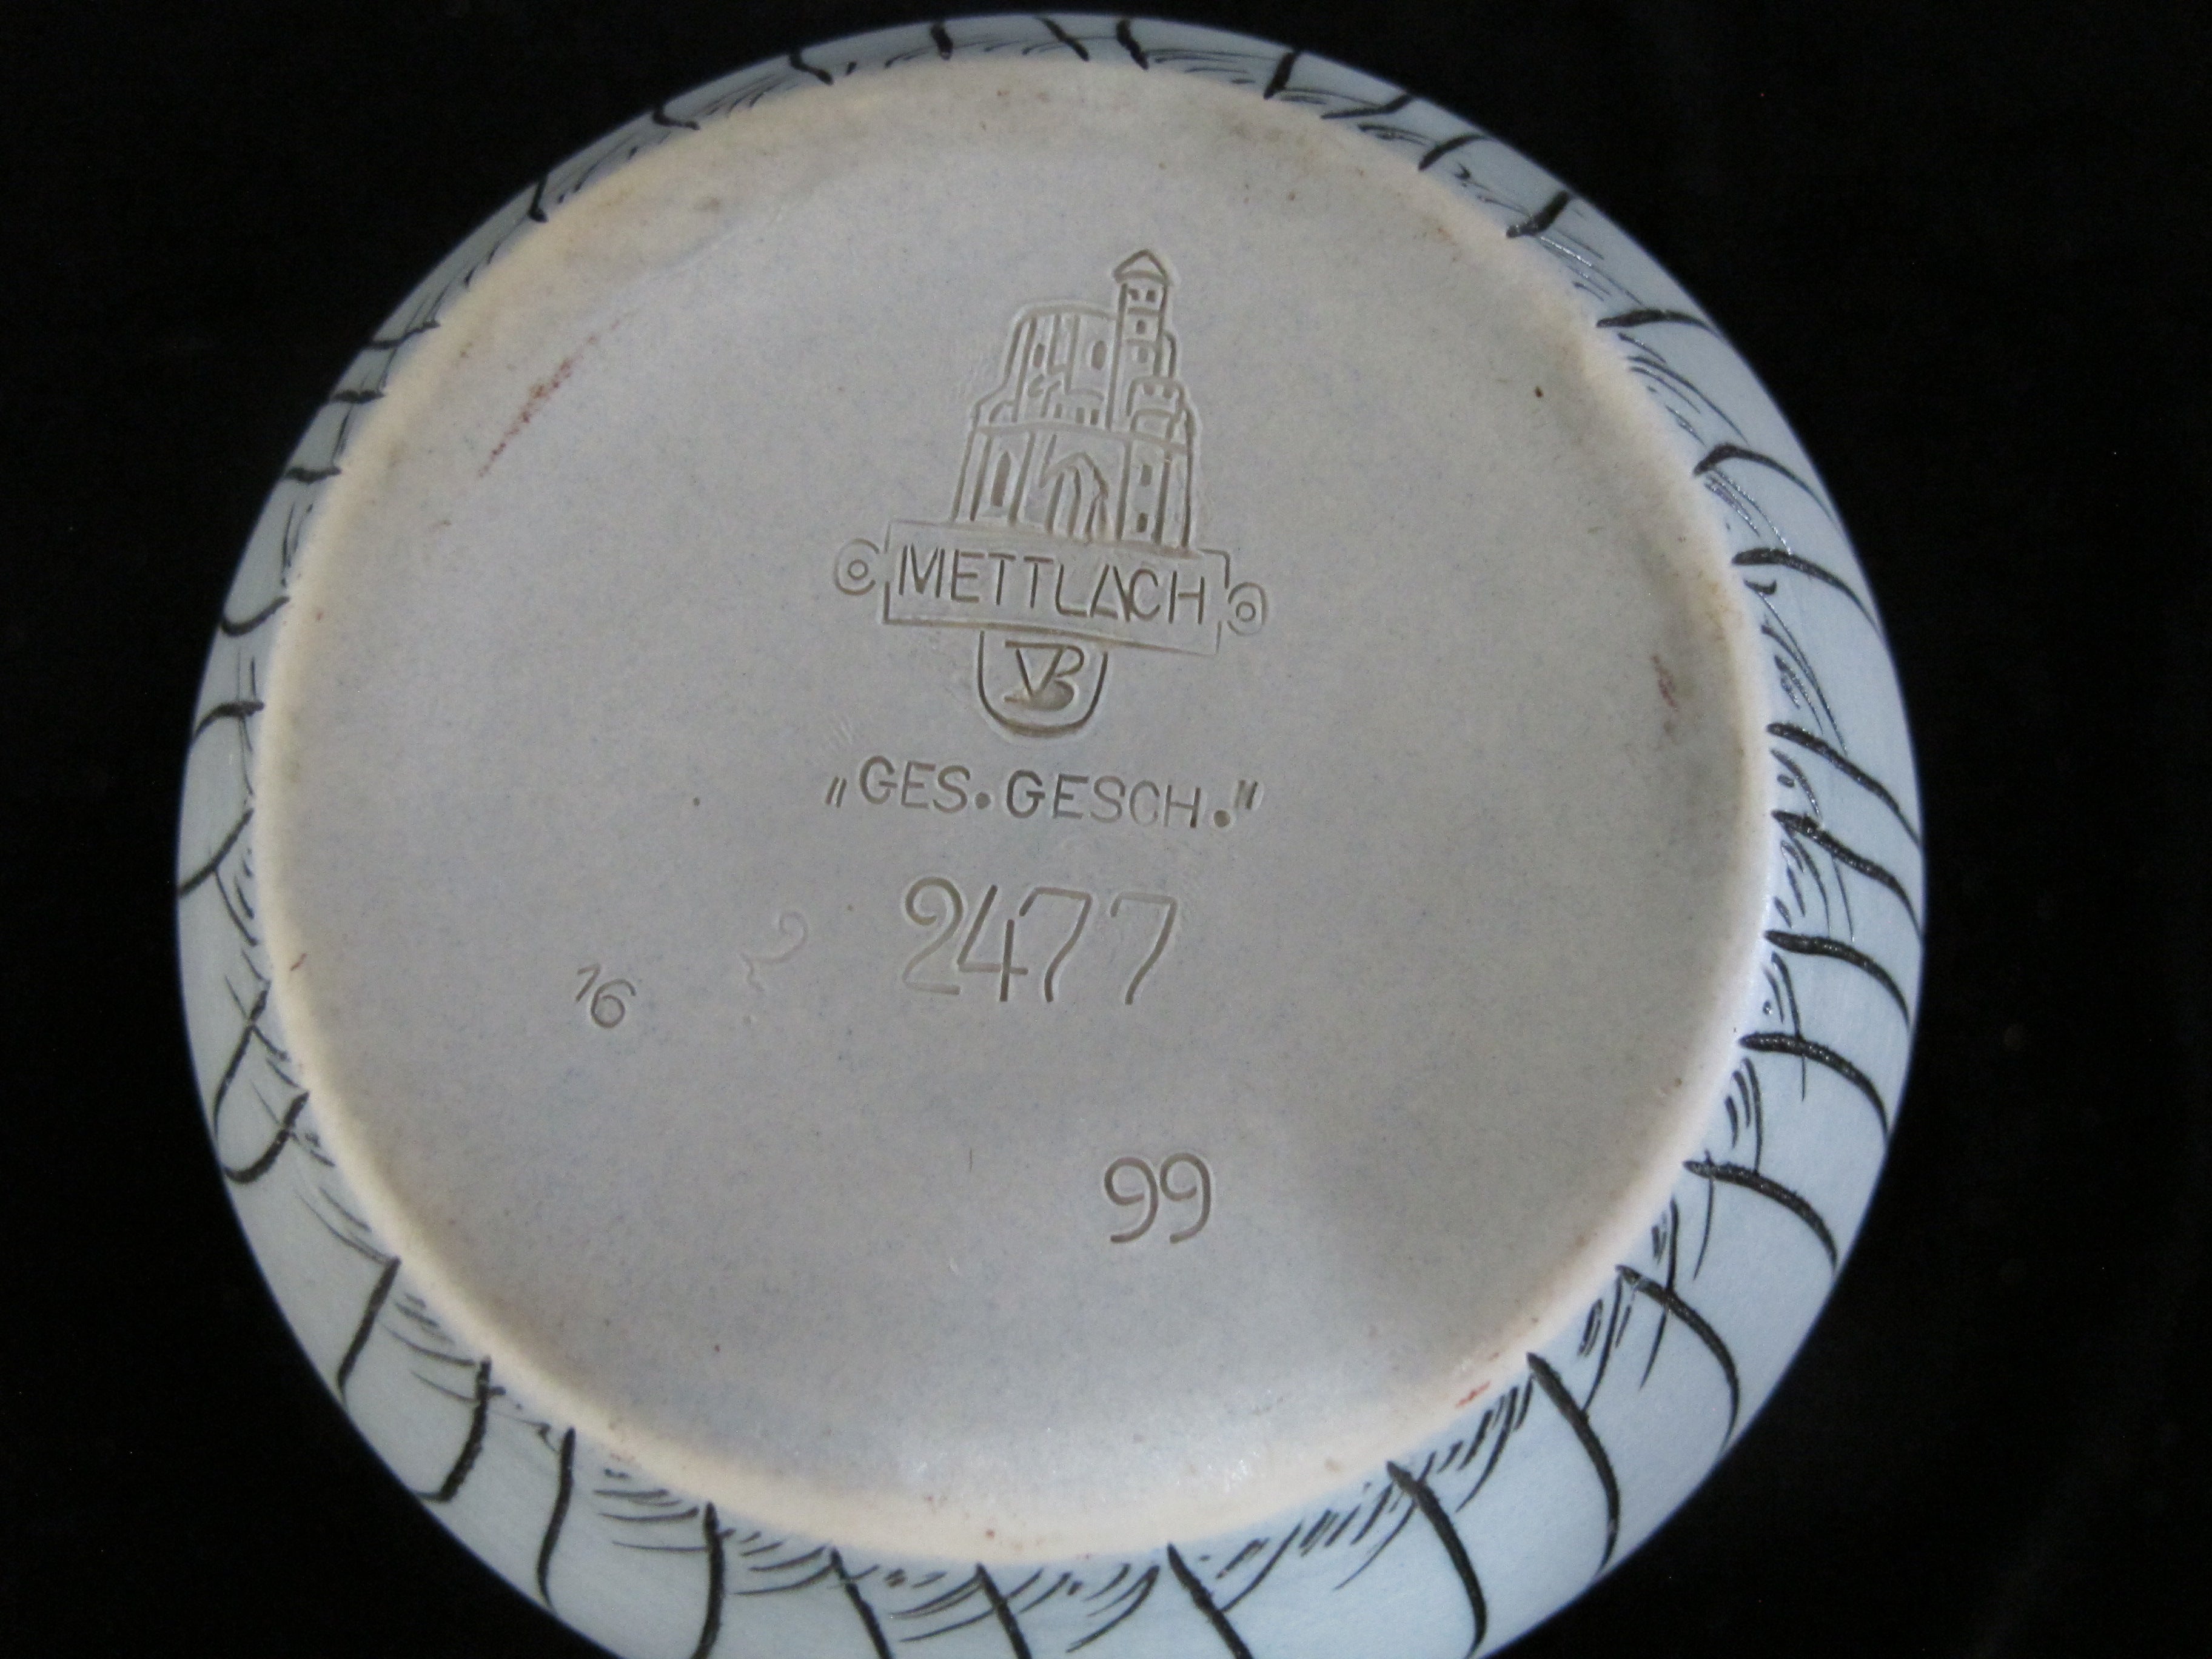 METTLACH
VB
„GES. GESCH."
2477
16
99